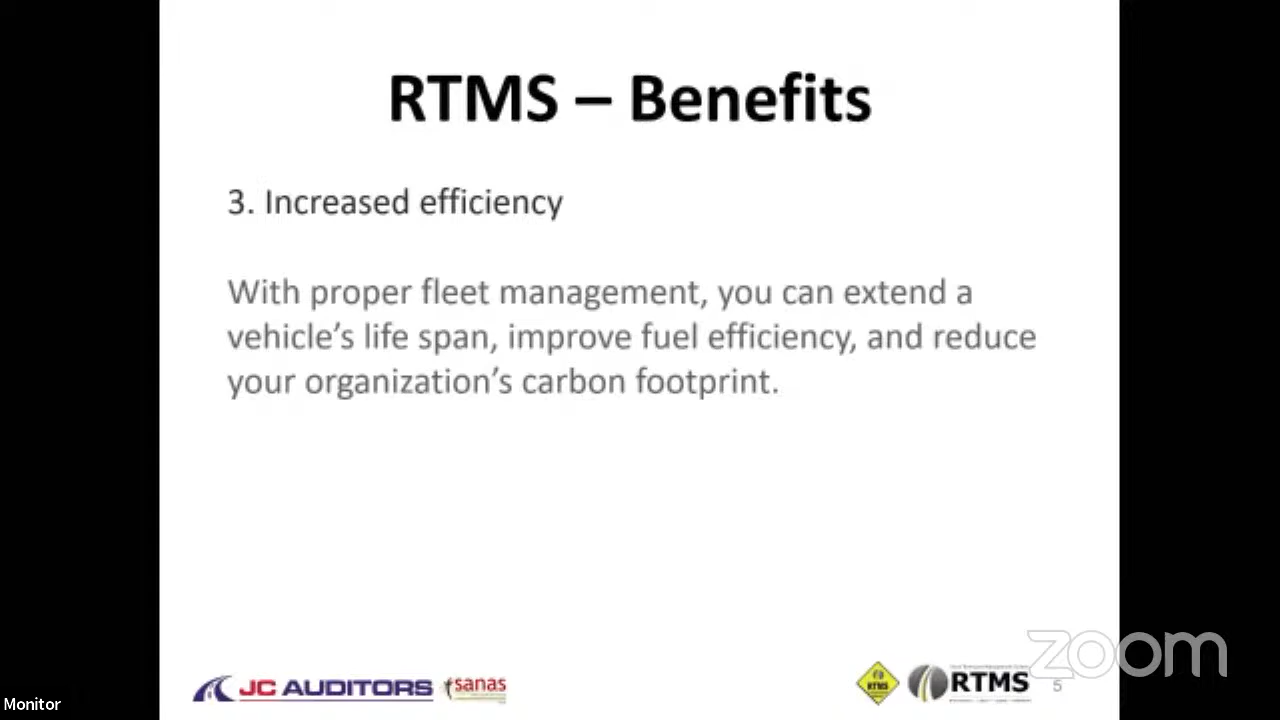 RTMS – Benefits
3. Increased efficiency
With proper fleet management, you can extend a
vehicle's life span, improve fuel efficiency, and reduce
your organization's carbon footprint.
JC AUDITORS
sanas
RTMS
RTMS
5
zoom
Monitor